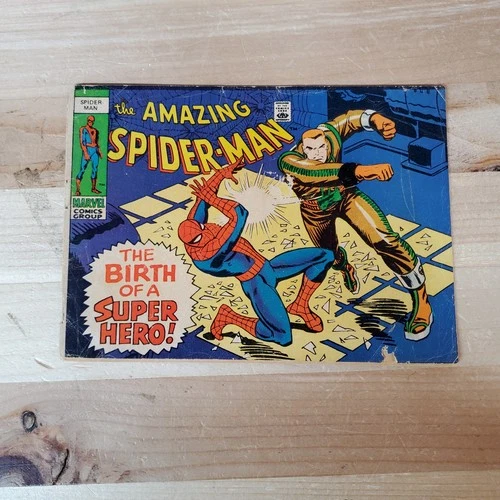 SPIDER-
MAN
MARVEL
COMICS
GROUP
the AMAZING
SPIDER-MAN
THE
BIRTH
OF A
SUPER
HERO!